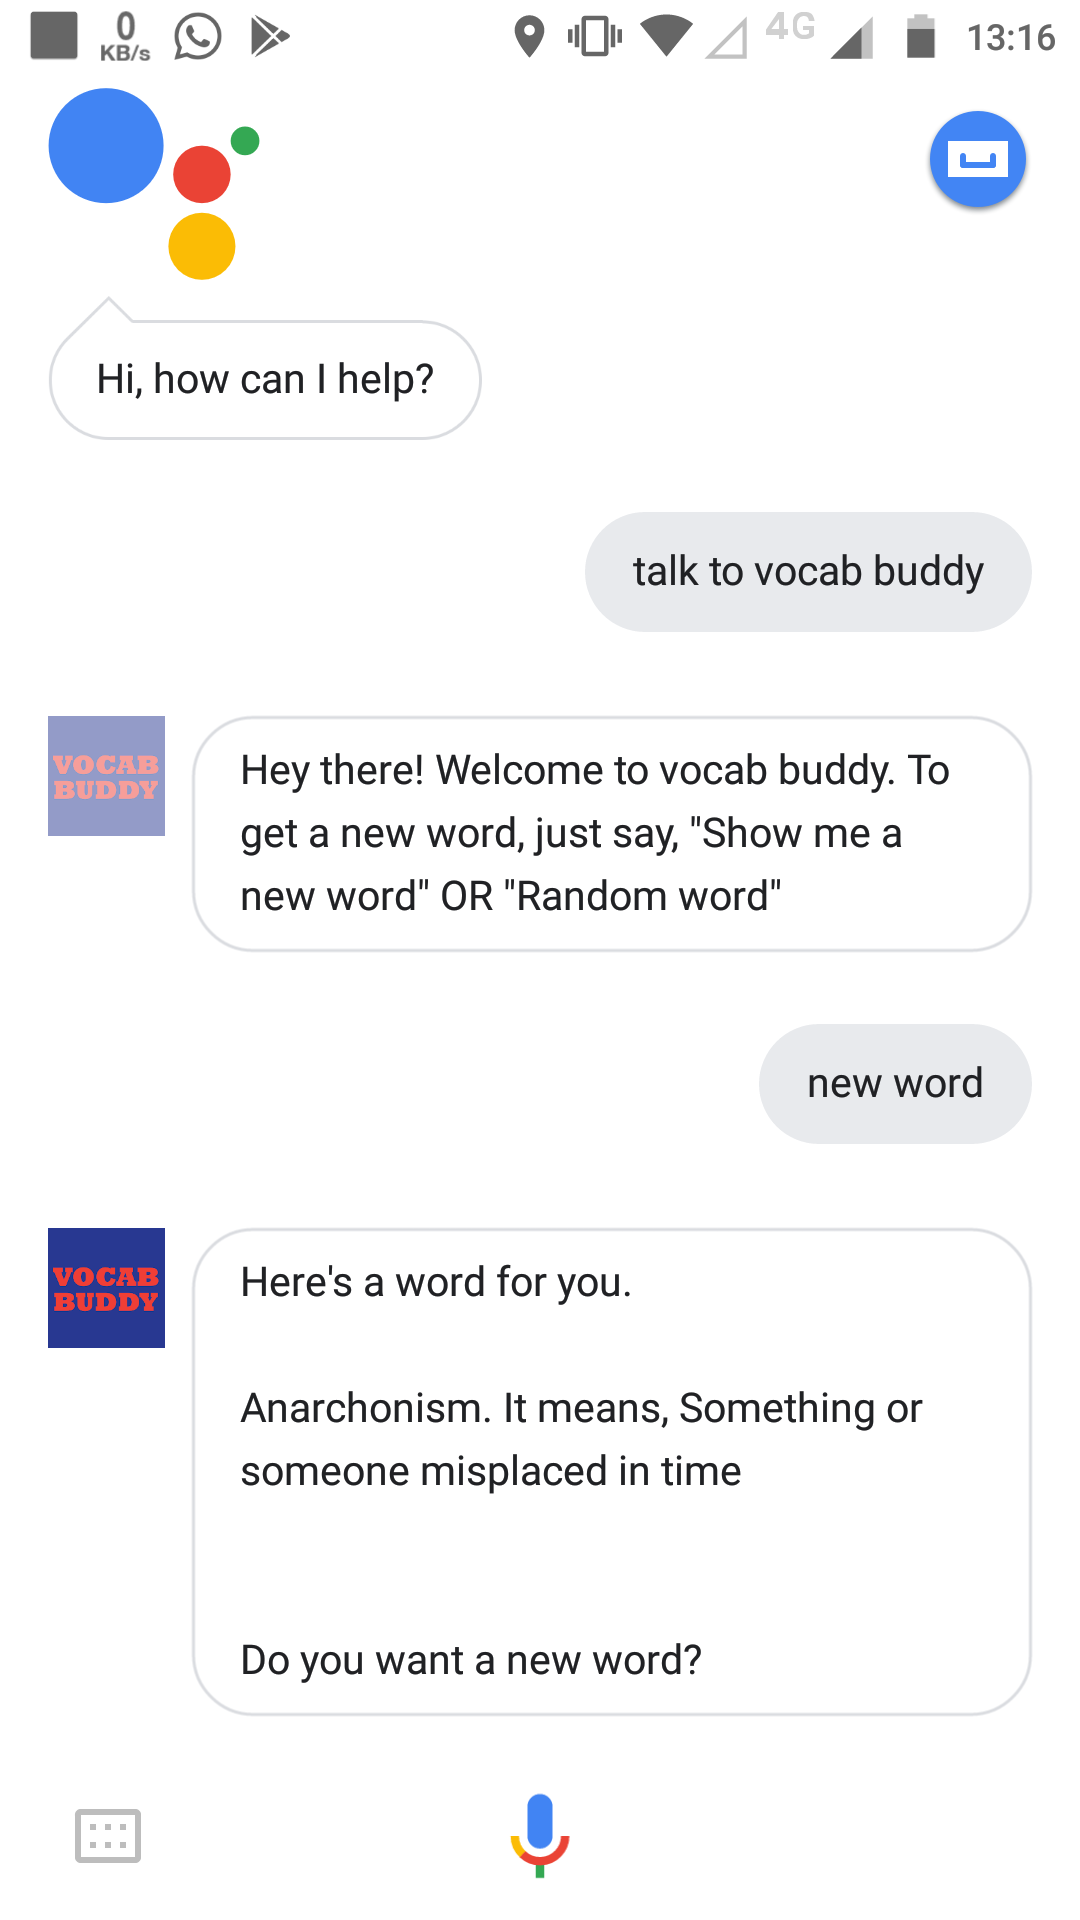 0
KB/s
4G
13:16
Hi, how can I help?
talk to vocab buddy
VOCAB
BUDDY
Hey there! Welcome to vocab buddy. To
get a new word, just say, "Show me a
new word" OR "Random word"
new word
VOCAB
BUDDY
Here's a word for you.
Anarchonism. It means, Something or
someone misplaced in time
Do you want a new word?